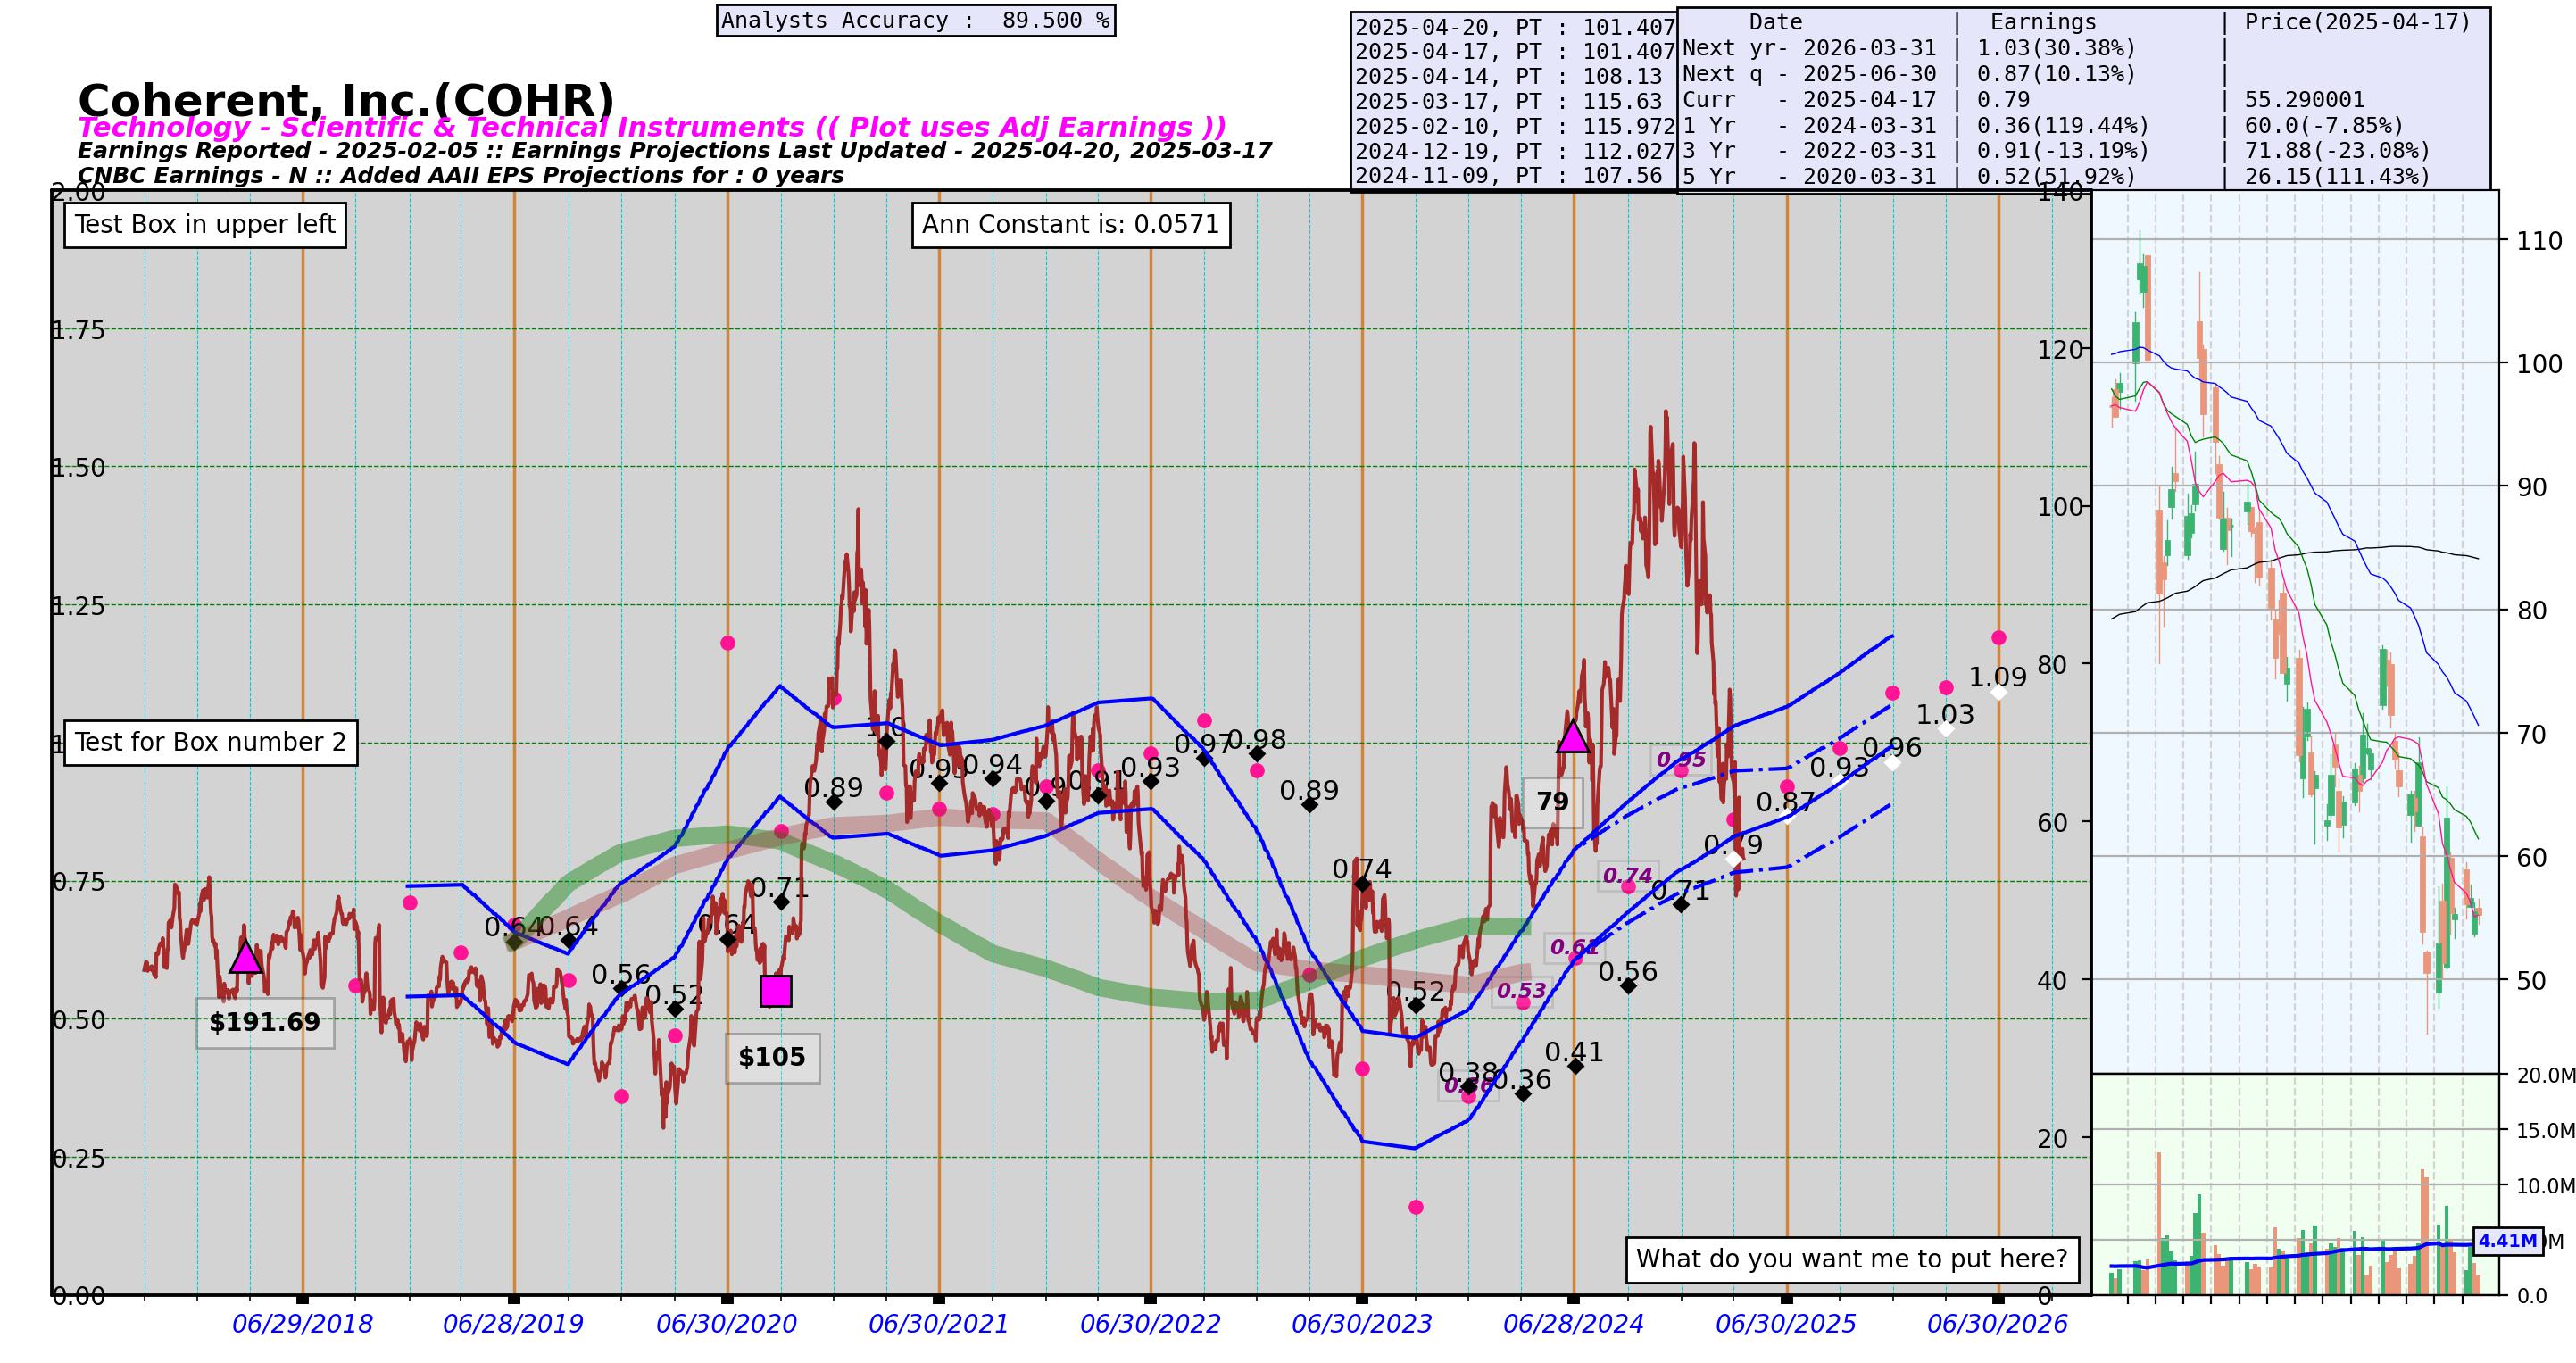 Analysts Accuracy :  89.500 %
2025-04-20, PT : 101.407
2025-04-17, PT : 101.407
2025-04-14, PT : 108.13
2025-03-17, PT : 115.63
2025-02-10, PT : 115.972
2024-12-19, PT : 112.027
2024-11-09, PT : 107.56
Date | Earnings | Price(2025-04-17)
Next yr- 2026-03-31 | 1.03(30.38%) |
Next q - 2025-06-30 | 0.87(10.13%) |
Curr - 2025-04-17 | 0.79 | 55.290001
1 Yr - 2024-03-31 | 0.36(119.44%) | 60.0(-7.85%)
3 Yr - 2022-03-31 | 0.91(-13.19%) | 71.88(-23.08%)
5 Yr - 2020-03-31 | 0.52(51.92%) | 26.15(111.43%)
Coherent, Inc.(COHR)
Technology - Scientific & Technical Instruments (( Plot uses Adj Earnings ))
Earnings Reported - 2025-02-05 :: Earnings Projections Last Updated - 2025-04-20, 2025-03-17
CNBC Earnings - N :: Added AAII EPS Projections for : 0 years
Test Box in upper left
Ann Constant is: 0.0571
Test for Box number 2
What do you want me to put here?
2.00
1.75
1.50
1.25
0.75
0.50
0.25
0.00
$191.69
$105
79
0.64
0.64
0.56
0.52
0.64
0.71
0.89
1.0
0.93
0.94
0.9
0.91
0.93
0.97
0.98
0.89
0.74
0.52
0.38
0.36
0.41
0.56
0.71
0.79
0.87
0.93
0.96
1.03
1.09
0.53
0.61
0.74
0.95
140
120
100
80
60
40
20
0
110
100
90
80
70
60
50
20.0M
15.0M
10.0M
4.41M
0.0
06/29/2018
06/28/2019
06/30/2020
06/30/2021
06/30/2022
06/30/2023
06/28/2024
06/30/2025
06/30/2026